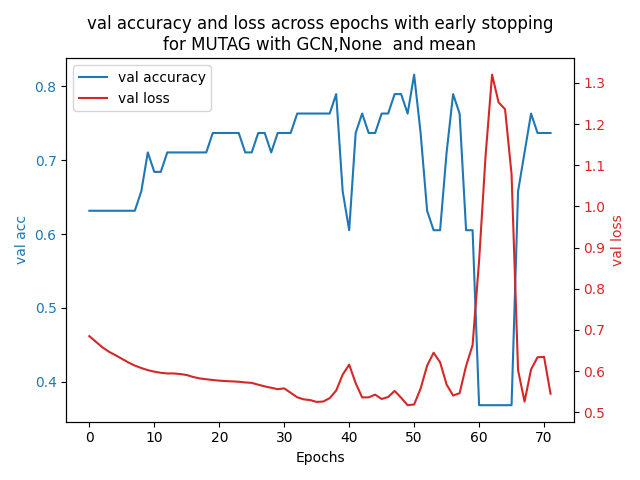 val accuracy and loss across epochs with early stopping
for MUTAG with GCN,None  and mean
val accuracy
val loss
0.8
0.7
0.6
0.5
0.4
val acc
1.3
1.2
1.1
1.0
0.9
0.8
0.7
0.6
0.5
val loss
0 10 20 30 40 50 60 70
Epochs